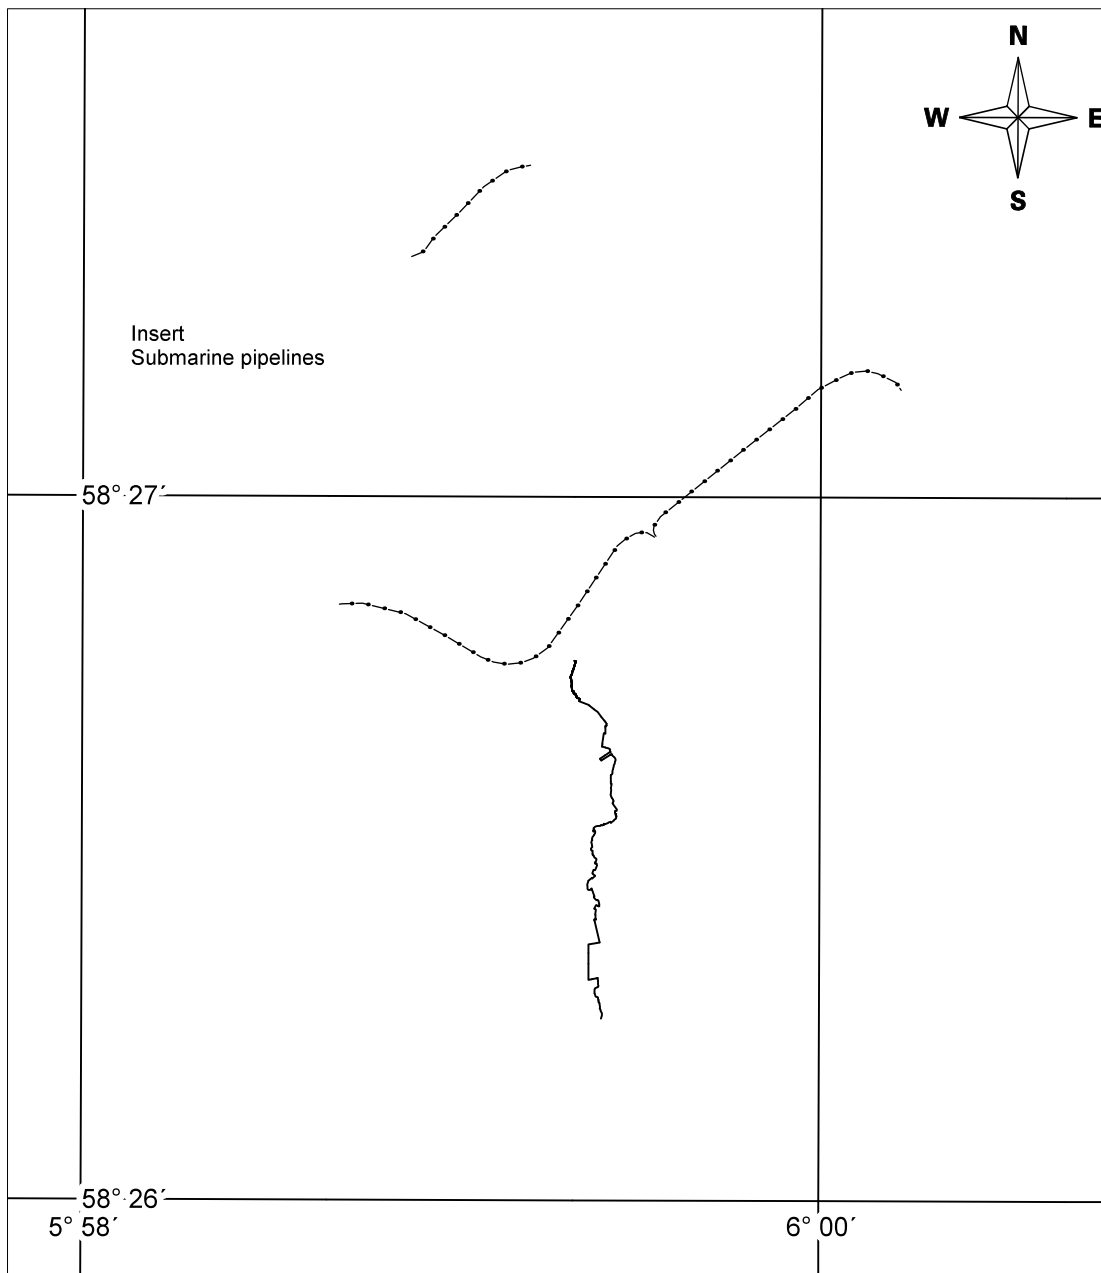 N
W E
S
Insert
Submarine pipelines
58° 27′
58° 26′
5° 58′ 6° 00′